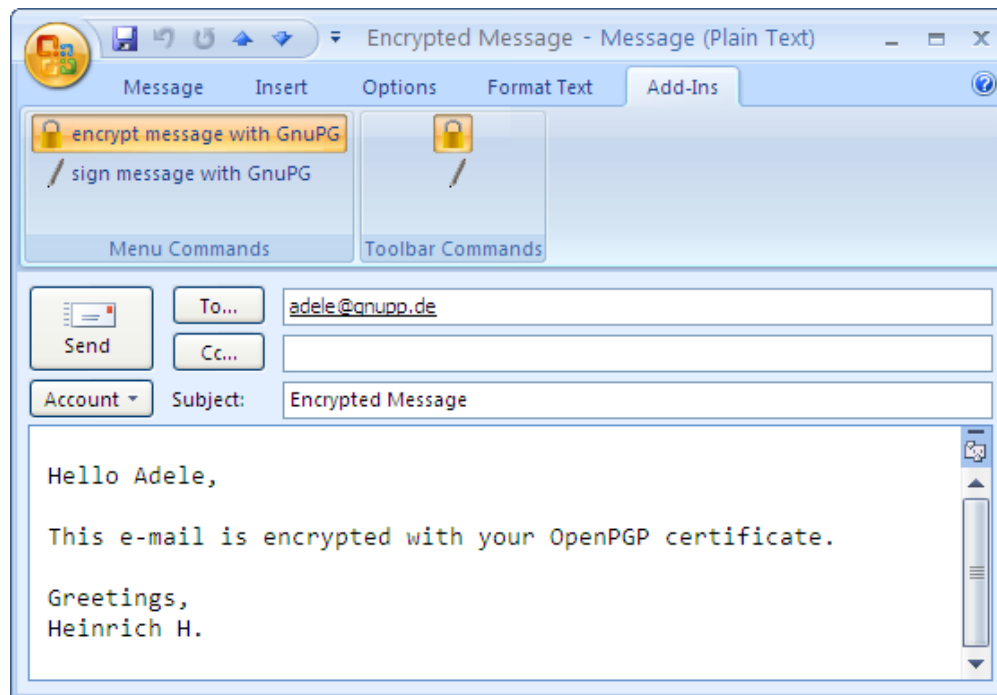 Encrypted Message - Message (Plain Text)
Message Insert Options Format Text Add-Ins
encrypt message with GnuPG
sign message with GnuPG
Menu Commands Toolbar Commands
To... adele@gnupp.de
Send
Cc...
Account Subject: Encrypted Message
Hello Adele,
This e-mail is encrypted with your OpenPGP certificate.
Greetings,
Heinrich H.